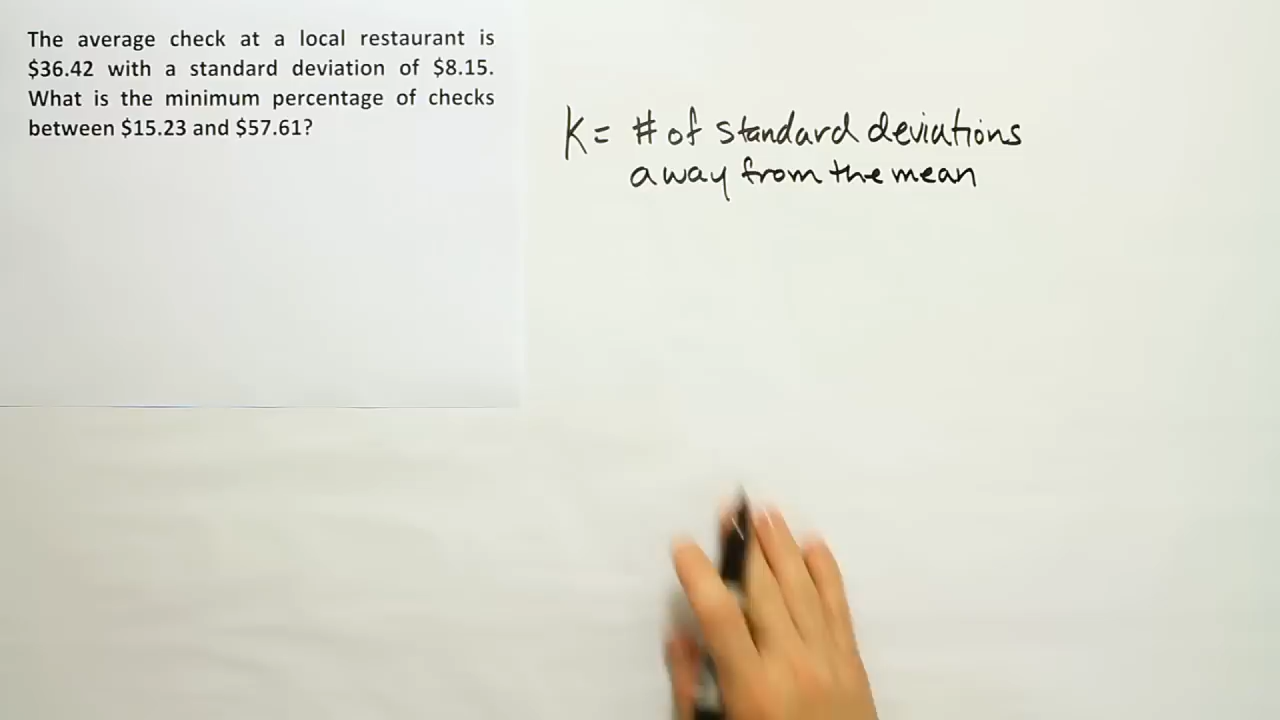 The average check at a local restaurant is
$36.42 with a standard deviation of $8.15.
What is the minimum percentage of checks
between $15.23 and $57.61?
K = # of standard deviations
away from the mean